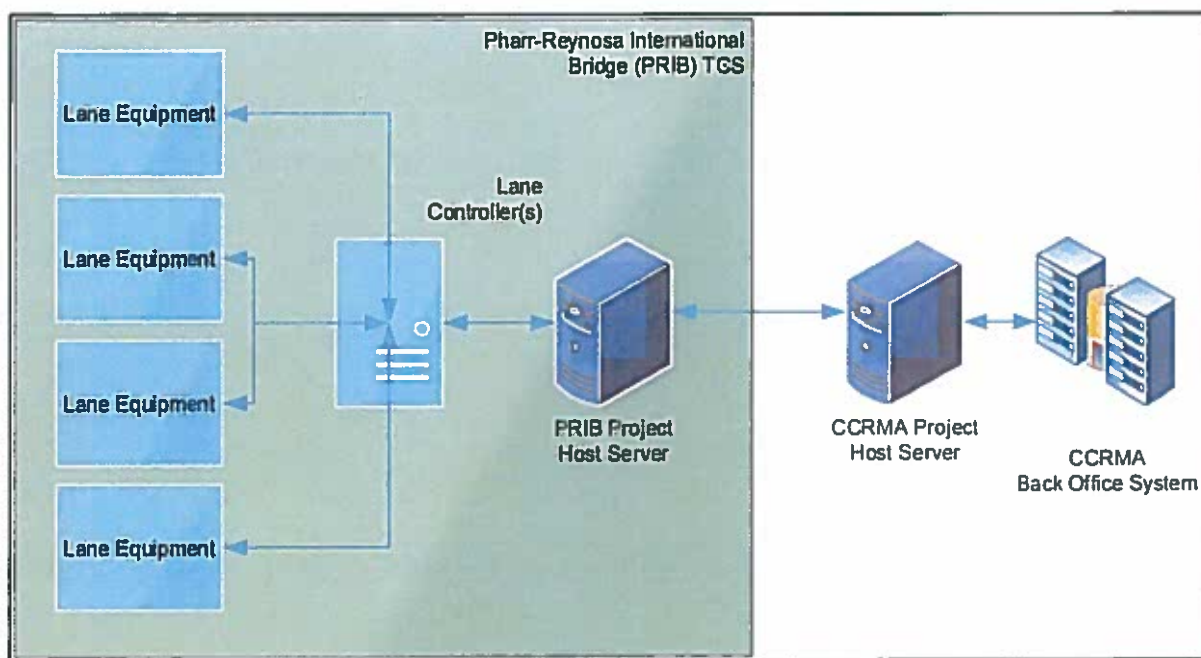 Pharr-Reynosa International
Bridge (PRIB) TCS
Lane Equipment
Lane Equipment
Lane Equipment
Lane Equipment
Lane
Controller(s)
PRIB Project
Host Server
CCRMA Project
Host Server
CCRMA
Back Office System